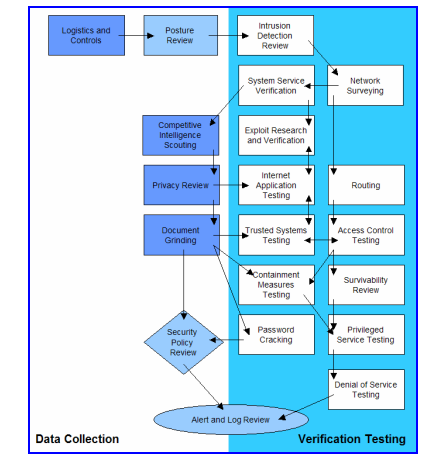 Logistics and
Controls
Posture
Review
Intrusion
Detection
Review
System Service
Verification
Network
Surveying
Competitive
Intelligence
Scouting
Exploit Research
and Verification
Privacy Review
Internet
Application
Testing
Routing
Document
Grinding
Trusted Systems
Testing
Access Control
Testing
Containment
Measures
Testing
Survivability
Review
Security
Policy
Review
Password
Cracking
Privileged
Service Testing
Denial of Service
Testing
Alert and Log Review
Data Collection
Verification Testing